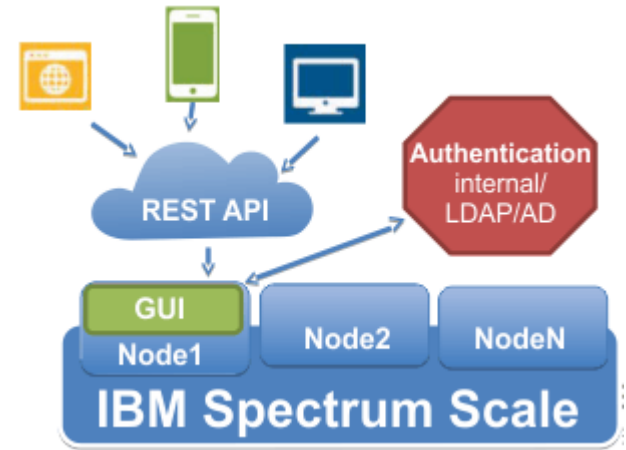 REST API
Authentication
internal/
LDAP/AD
GUI
Node1
Node2
NodeN
IBM Spectrum Scale